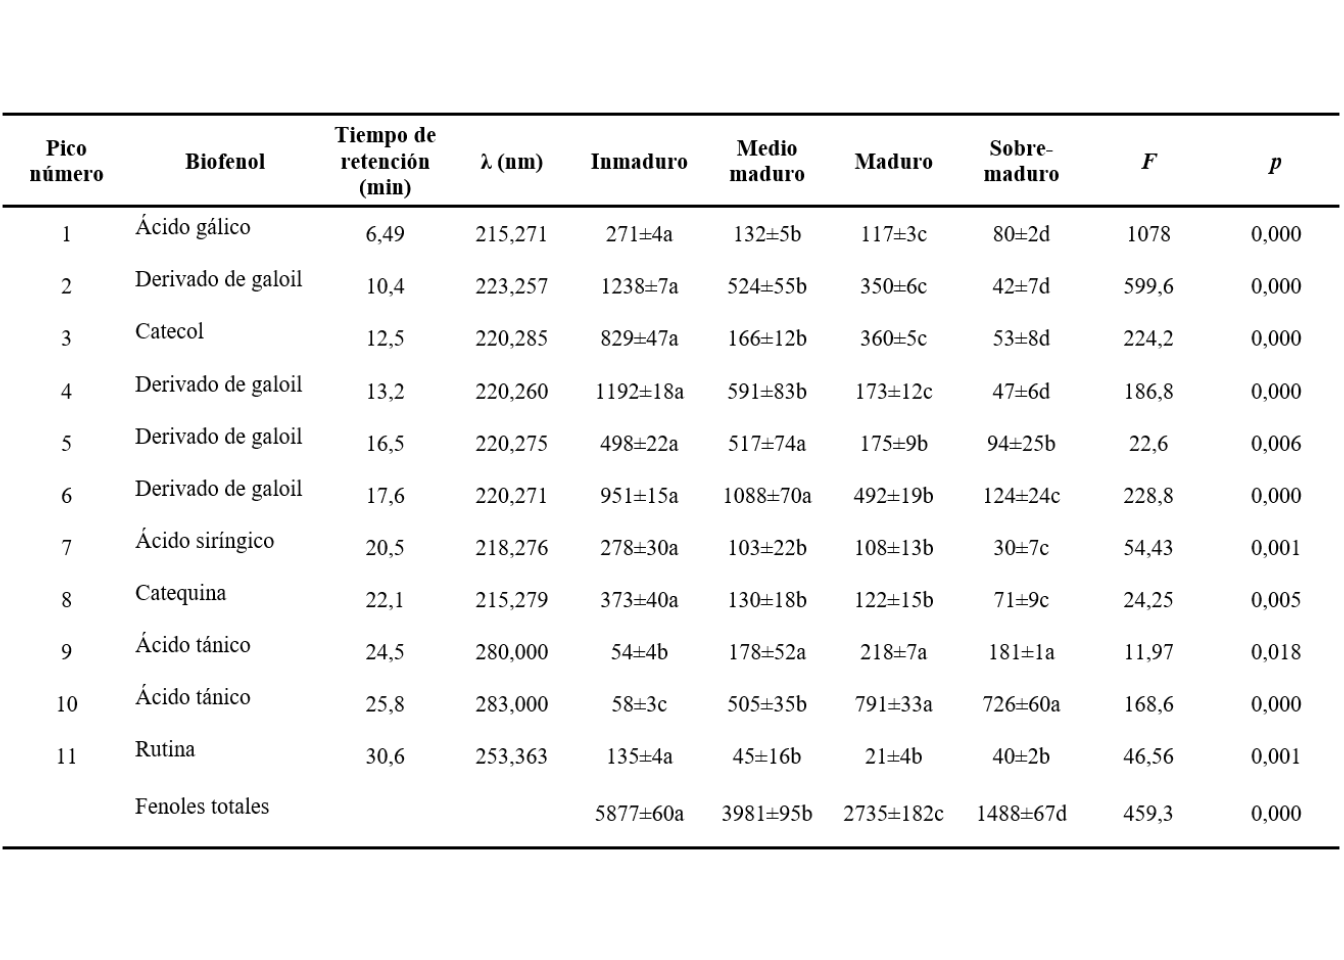 Pico número Biofenol Tiempo de retención (min) λ (nm) Inmaduro Medio maduro Maduro Sobre-maduro F p
1 Ácido gálico 6,49 215,271 271±4a 132±5b 117±3c 80±2d 1078 0,000
2 Derivado de galoil 10,4 223,257 1238±7a 524±55b 350±6c 42±7d 599,6 0,000
3 Catecol 12,5 220,285 829±47a 166±12b 360±5c 53±8d 224,2 0,000
4 Derivado de galoil 13,2 220,260 1192±18a 591±83b 173±12c 47±6d 186,8 0,000
5 Derivado de galoil 16,5 220,275 498±22a 517±74a 175±9b 94±25b 22,6 0,006
6 Derivado de galoil 17,6 220,271 951±15a 1088±70a 492±19b 124±24c 228,8 0,000
7 Ácido siríngico 20,5 218,276 278±30a 103±22b 108±13b 30±7c 54,43 0,001
8 Catequina 22,1 215,279 373±40a 130±18b 122±15b 71±9c 24,25 0,005
9 Ácido tánico 24,5 280,000 54±4b 178±52a 218±7a 181±1a 11,97 0,018
10 Ácido tánico 25,8 283,000 58±3c 505±35b 791±33a 726±60a 168,6 0,000
11 Rutina 30,6 253,363 135±4a 45±16b 21±4b 40±2b 46,56 0,001
Fenoles totales 5877±60a 3981±95b 2735±182c 1488±67d 459,3 0,000